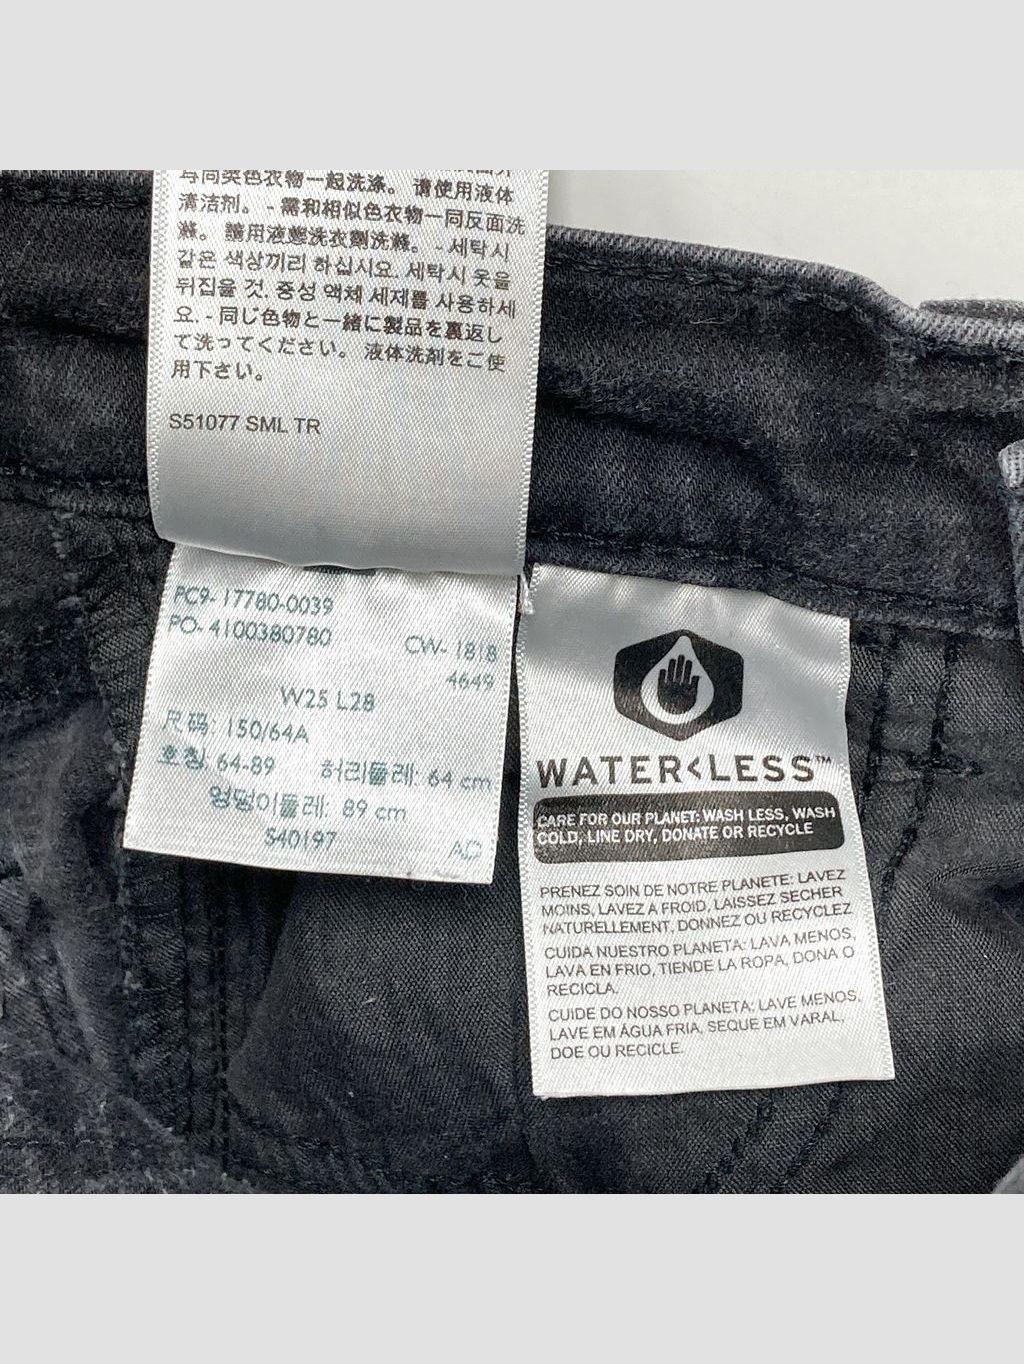 与同类色衣物一起洗涤。 请使用液体
清洁剂。 - 需和相似色衣物一同反面洗
滌。 請用液態洗衣劑洗滌。 - 세탁시
같은 색상끼리 하십시요. 세탁시 옷을
뒤집을 것. 중성 액체 세제를 사용하세
요. - 同じ色物と一緒に製品を裏返し
て洗ってください。 液体洗剤をご使
用下さい。
S51077 SML TR
PC9- 17780-0039
PO- 4100380780
CW- 1818
4649
W25 L28
尺码: 150/64A
호칭: 64-89 허리둘레: 64 cm
엉덩이둘레: 89 cm
S40197
AD
WATER<LESS™
CARE FOR OUR PLANET: WASH LESS, WASH
COLD, LINE DRY, DONATE OR RECYCLE
PRENEZ SOIN DE NOTRE PLANETE: LAVEZ
MOINS, LAVEZ A FROID, LAISSEZ SECHER
NATURELLEMENT, DONNEZ OU RECYCLEZ
CUIDA NUESTRO PLANETA: LAVA MENOS,
LAVA EN FRIO, TIENDE LA ROPA, DONA O
RECICLA.
CUIDE DO NOSSO PLANETA: LAVE MENOS,
LAVE EM ÁGUA FRIA, SEQUE EM VARAL,
DOE OU RECICLE.